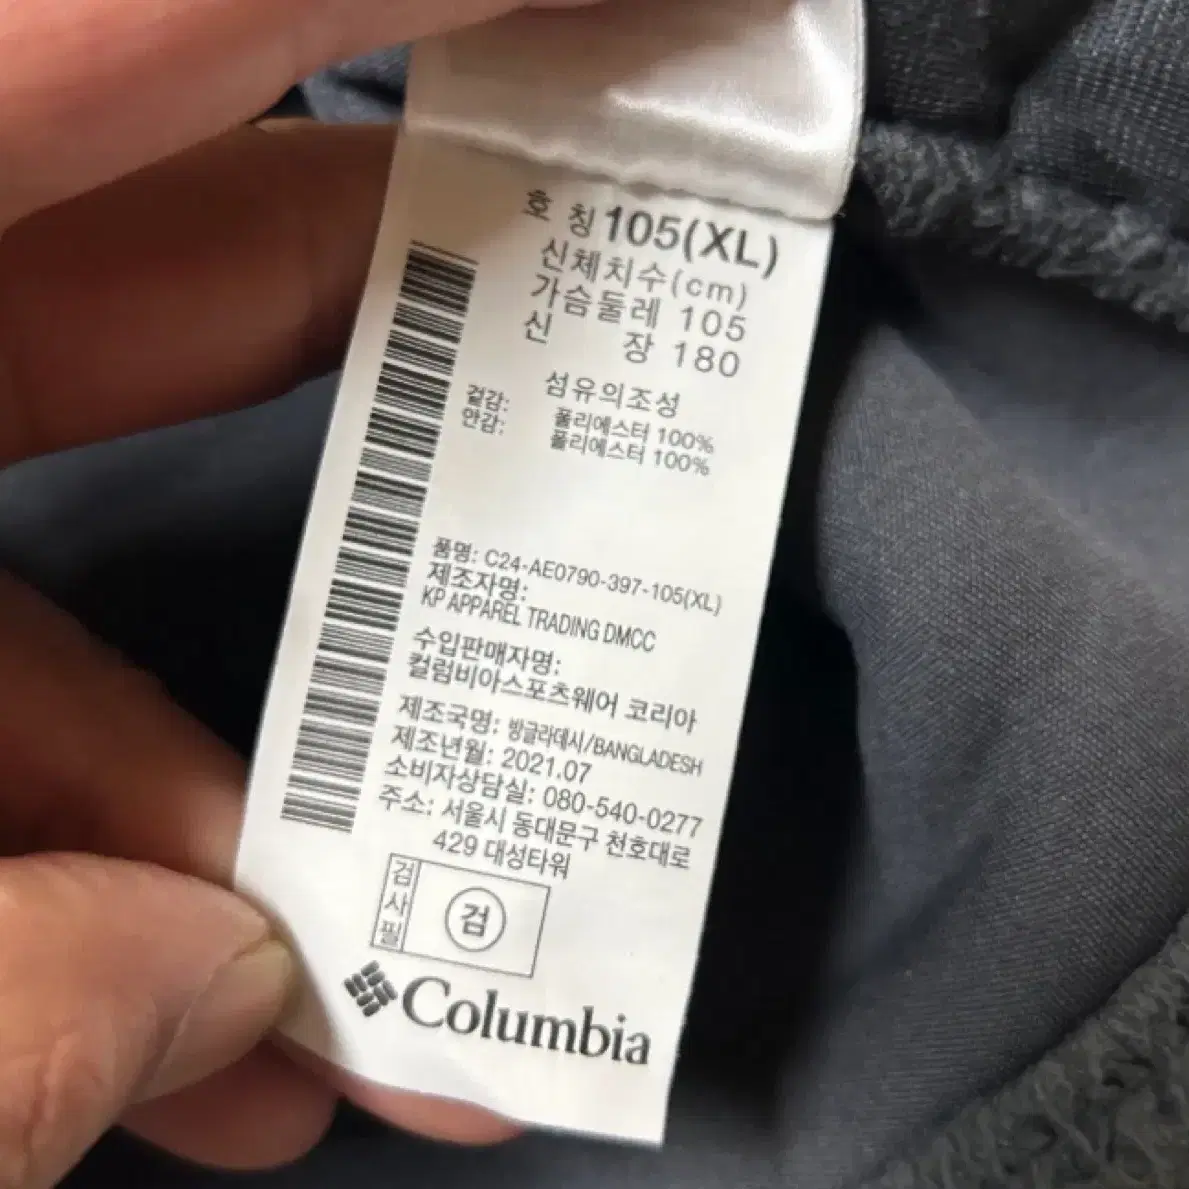 호 칭 105(XL)
신체치수(cm)
가슴둘레 105
신 장 180
섬유의조성
겉감: 폴리에스터 100%
안감: 폴리에스터 100%
품명: C24-AE0790-397-105(XL)
제조자명:
KP APPAREL TRADING DMCC
수입판매자명:
컬럼비아스포츠웨어 코리아
제조국명: 방글라데시/BANGLADESH
제조년월: 2021.07
소비자상담실: 080-540-0277
주소: 서울시 동대문구 천호대로
429 대성타워
검사필
검
Columbia